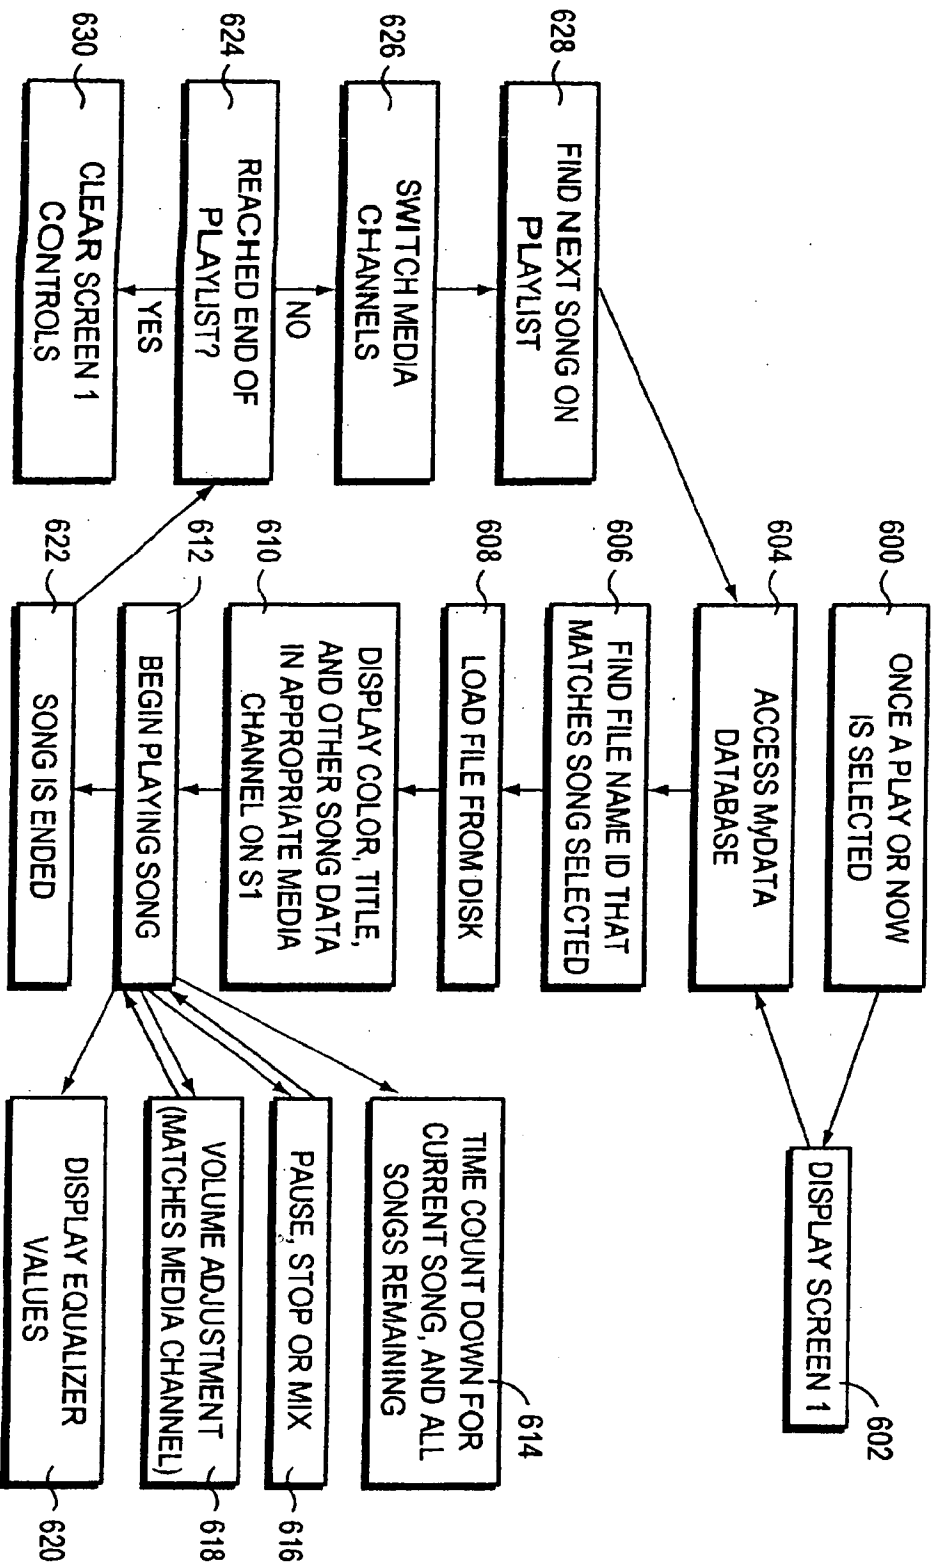 600
ONCE A PLAY OR NOW
IS SELECTED
DISPLAY SCREEN 1
602
604
ACCESS MyDATA
DATABASE
606
FIND FILE NAME ID THAT
MATCHES SONG SELECTED
608
LOAD FILE FROM DISK
610
DISPLAY COLOR, TITLE,
AND OTHER SONG DATA
IN APPROPRIATE MEDIA
CHANNEL ON S1
612
BEGIN PLAYING SONG
TIME COUNT DOWN FOR
CURRENT SONG, AND ALL
SONGS REMAINING
614
PAUSE, STOP OR MIX
616
VOLUME ADJUSTMENT
(MATCHES MEDIA CHANNEL)
618
DISPLAY EQUALIZER
VALUES
620
622
SONG IS ENDED
628
FIND NEXT SONG ON
PLAYLIST
626
SWITCH MEDIA
CHANNELS
NO
624
REACHED END OF
PLAYLIST?
YES
630
CLEAR SCREEN 1
CONTROLS